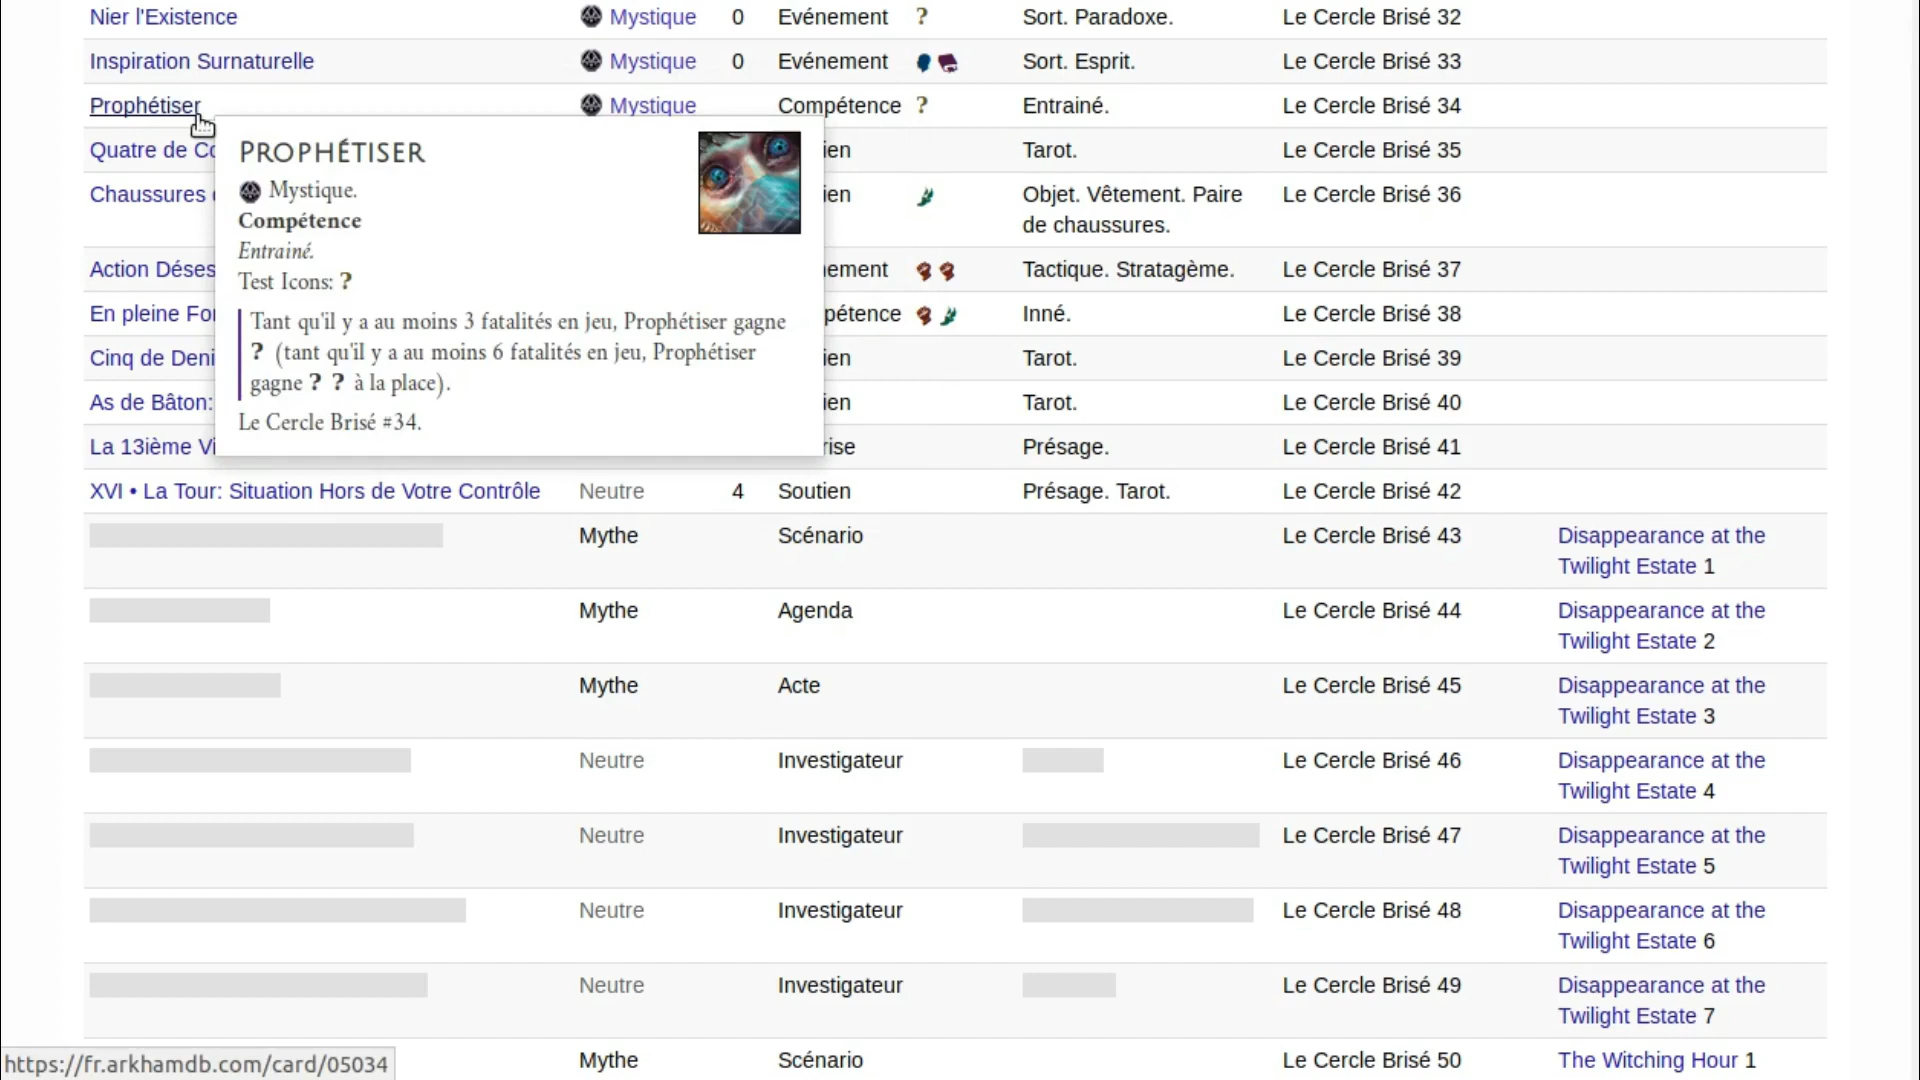 Nier l'Existence Mystique 0 Evénement ? Sort. Paradoxe. Le Cercle Brisé 32
Inspiration Surnaturelle Mystique 0 Evénement Sort. Esprit. Le Cercle Brisé 33
Prophétiser Mystique Compétence ? Entrainé. Le Cercle Brisé 34
Quatre de Co ien Tarot. Le Cercle Brisé 35
Chaussures ien Objet. Vêtement. Paire Le Cercle Brisé 36
de chaussures.
Action Déses nement Tactique. Stratagème. Le Cercle Brisé 37
En pleine For pétence Inné. Le Cercle Brisé 38
Cinq de Deni ien Tarot. Le Cercle Brisé 39
As de Bâton: ien Tarot. Le Cercle Brisé 40
La 13ième Vi rise Présage. Le Cercle Brisé 41
PROPHÉTISER
Mystique.
Compétence
Entrainé.
Test Icons: ?
Tant qu'il y a au moins 3 fatalités en jeu, Prophétiser gagne
? (tant qu'il y a au moins 6 fatalités en jeu, Prophétiser
gagne ? ? à la place).
Le Cercle Brisé #34.
XVI • La Tour: Situation Hors de Votre Contrôle Neutre 4 Soutien Présage. Tarot. Le Cercle Brisé 42
Mythe Scénario Le Cercle Brisé 43 Disappearance at the
Twilight Estate 1
Mythe Agenda Le Cercle Brisé 44 Disappearance at the
Twilight Estate 2
Mythe Acte Le Cercle Brisé 45 Disappearance at the
Twilight Estate 3
Neutre Investigateur Le Cercle Brisé 46 Disappearance at the
Twilight Estate 4
Neutre Investigateur Le Cercle Brisé 47 Disappearance at the
Twilight Estate 5
Neutre Investigateur Le Cercle Brisé 48 Disappearance at the
Twilight Estate 6
Neutre Investigateur Le Cercle Brisé 49 Disappearance at the
Twilight Estate 7
Mythe Scénario Le Cercle Brisé 50 The Witching Hour 1
https://fr.arkhamdb.com/card/05034